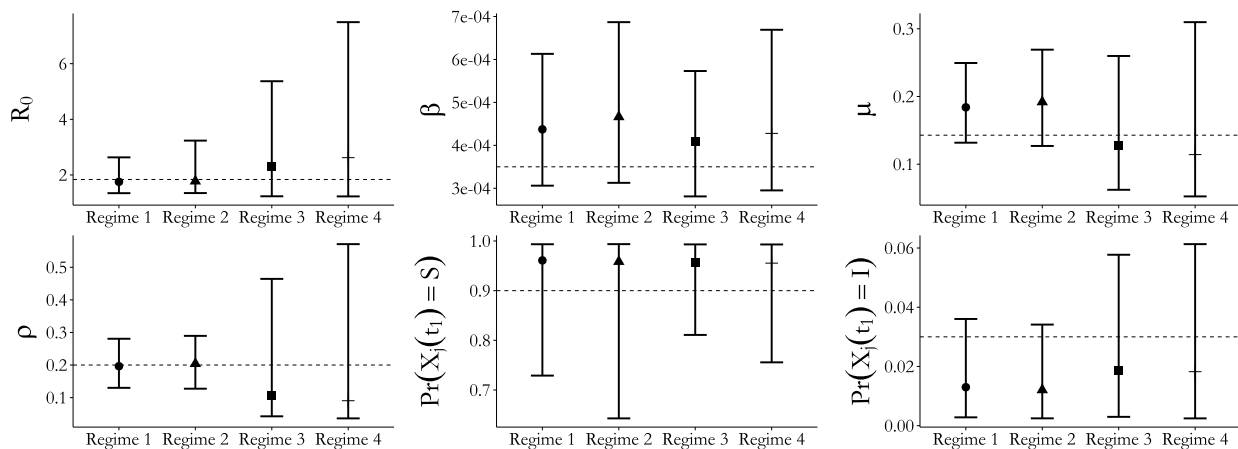 R₀
6
4
2
Regime 1 Regime 2 Regime 3 Regime 4
β
7e-04
6e-04
5e-04
4e-04
3e-04
Regime 1 Regime 2 Regime 3 Regime 4
μ
0.3
0.2
0.1
Regime 1 Regime 2 Regime 3 Regime 4
ρ
0.5
0.4
0.3
0.2
0.1
Regime 1 Regime 2 Regime 3 Regime 4
Pr(Xⱼ(t₁) = S)
1.0
0.9
0.8
0.7
Regime 1 Regime 2 Regime 3 Regime 4
Pr(Xⱼ(t₁) = I)
0.06
0.04
0.02
0.00
Regime 1 Regime 2 Regime 3 Regime 4